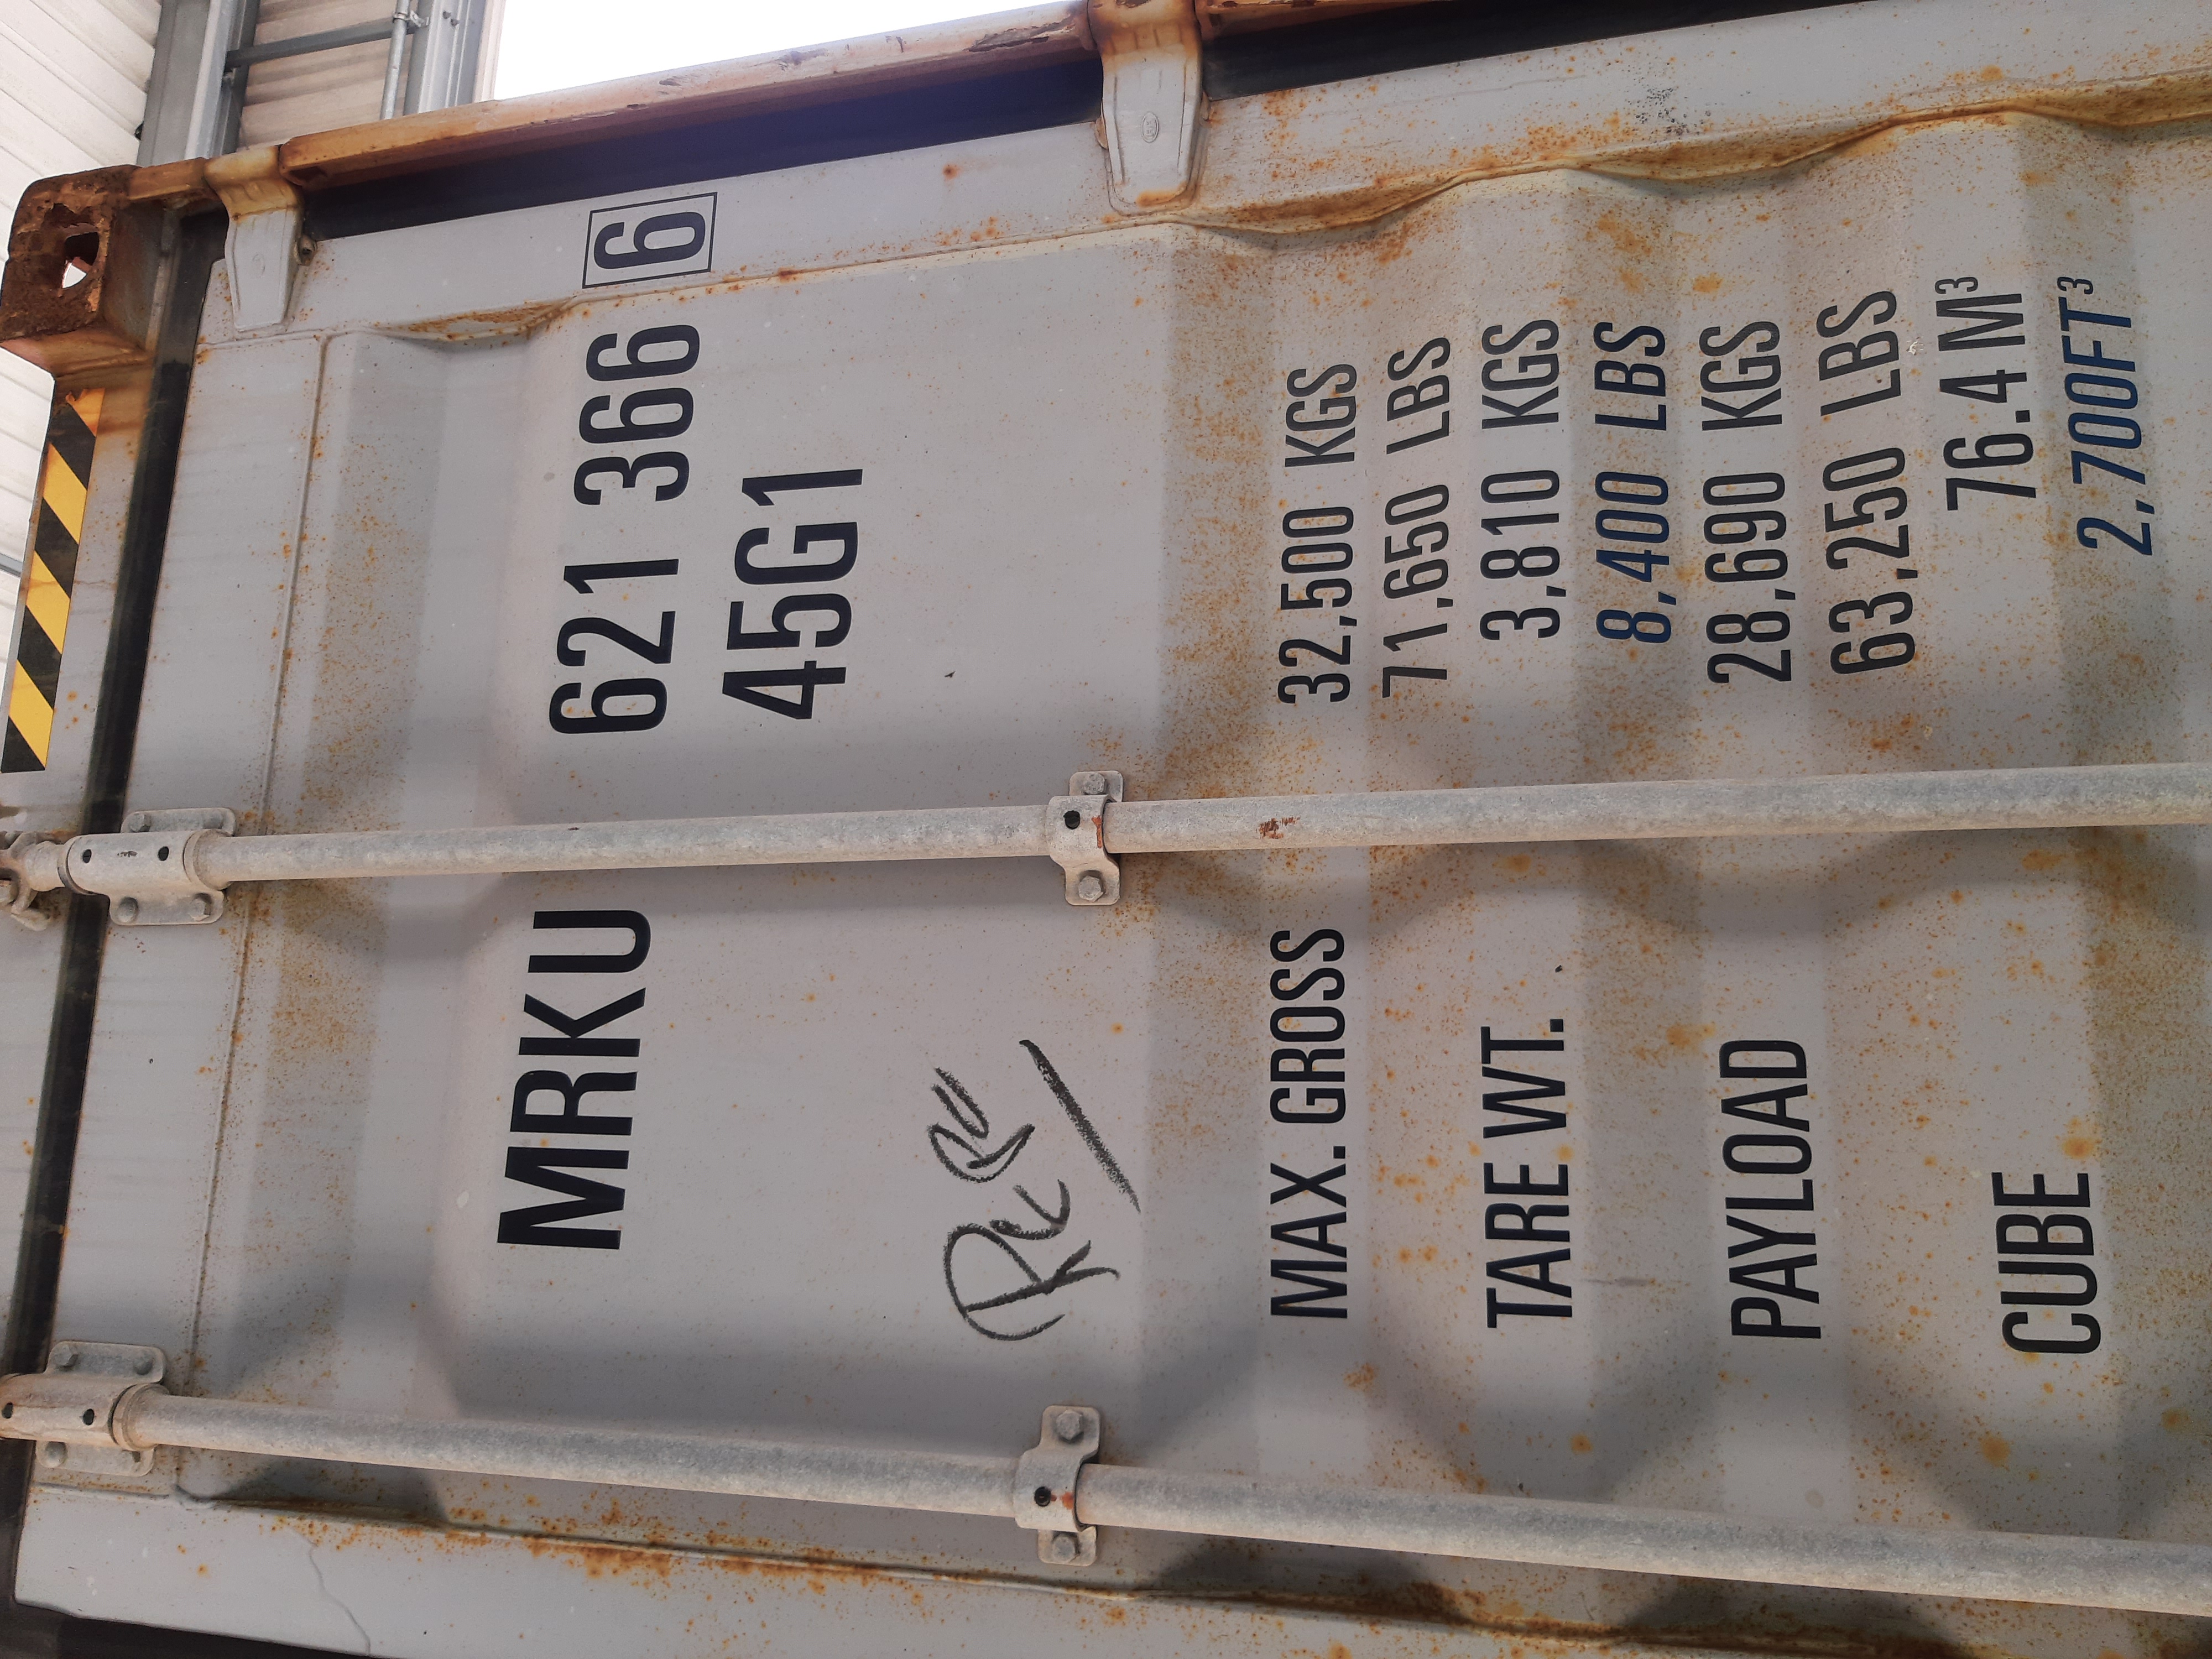 MRKU 621 366 6
45G1
MAX. GROSS 32,500 KGS
71,650 LBS
TARE WT. 3,810 KGS
8,400 LBS
PAYLOAD 28,690 KGS
63,250 LBS
CUBE 76.4 M³
2,700FT³